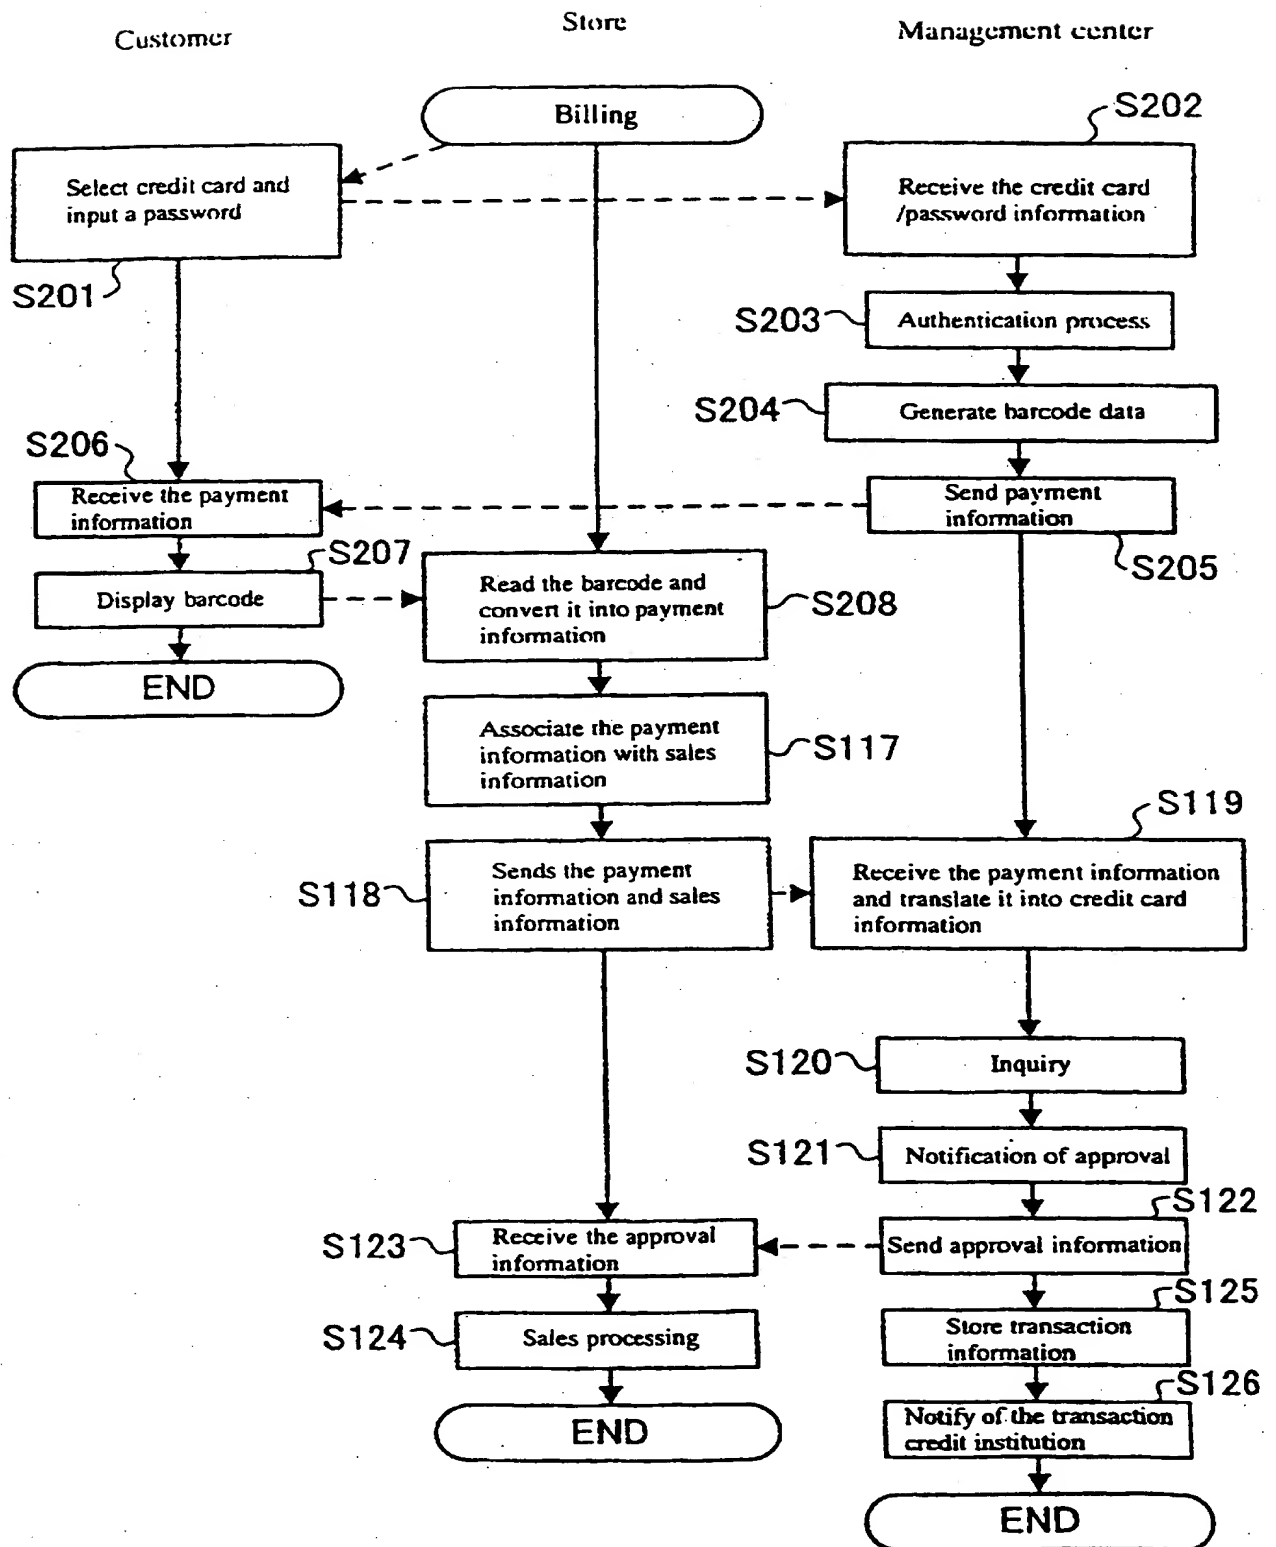 Customer
Store
Management center
Billing
S202
Select credit card and
input a password
Receive the credit card
/password information
S201
S203
Authentication process
S204
Generate barcode data
S206
Receive the payment
information
Send payment
information
S207
S205
Display barcode
Read the barcode and
convert it into payment
information
S208
END
Associate the payment
information with sales
information
S117
S119
S118
Sends the payment
information and sales
information
Receive the payment information
and translate it into credit card
information
S120
Inquiry
S121
Notification of approval
S122
S123
Receive the approval
information
Send approval information
S125
S124
Sales processing
Store transaction
information
S126
END
Notify of the transaction
credit institution
END